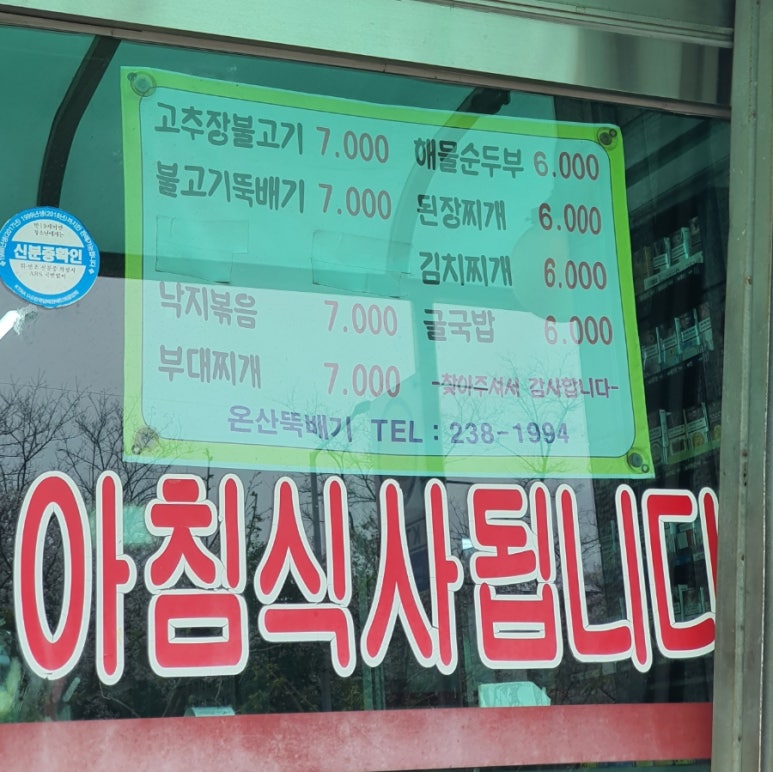 고추장불고기 7.000
불고기뚝배기 7.000
낙지볶음 7.000
부대찌개 7.000
해물순두부 6.000
된장찌개 6.000
김치찌개 6.000
굴국밥 6.000
-찾아주셔서 감사합니다-
온산뚝배기 TEL : 238-1994
신분증확인
아침식사됩니다